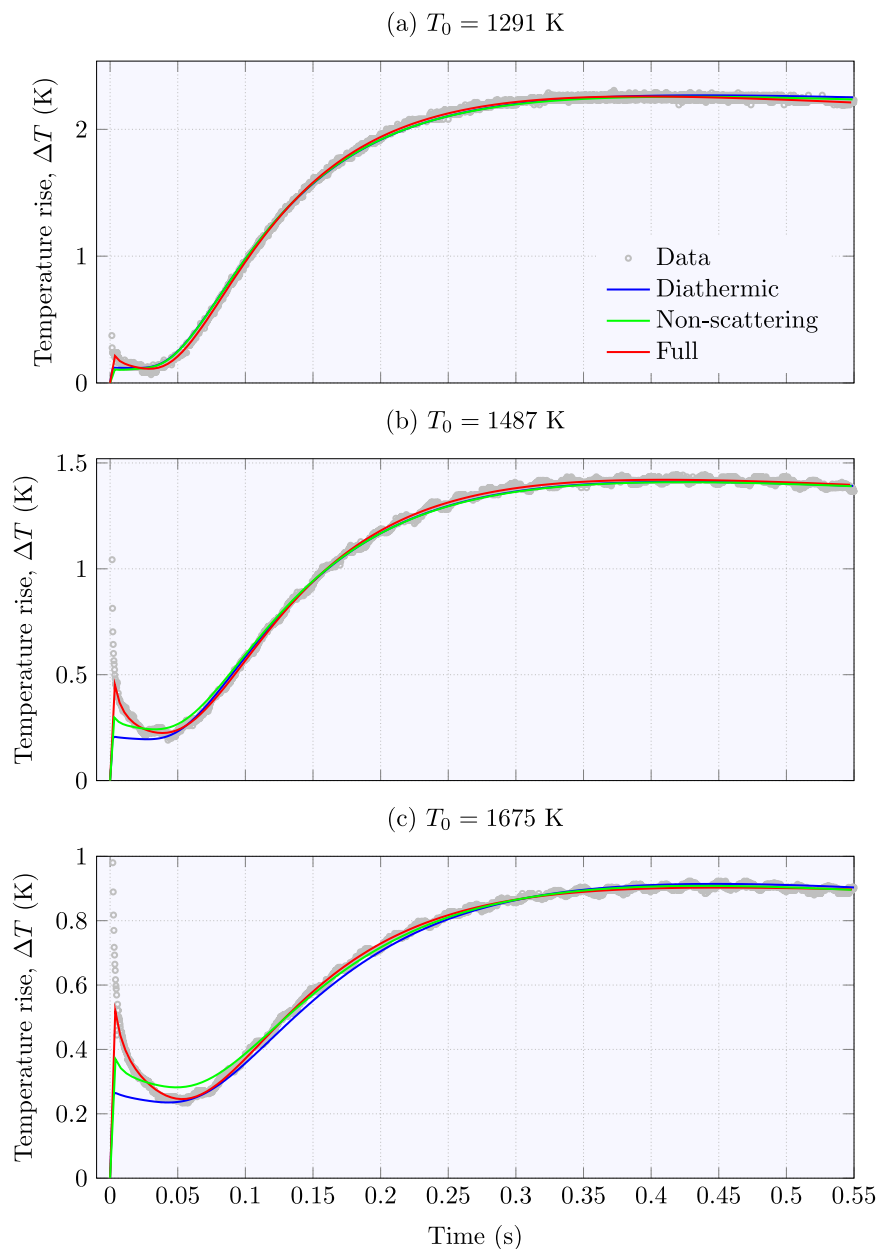 (a) T₀ = 1291 K
Temperature rise, ΔT (K)
2
1
0
Data
Diathermic
Non-scattering
Full
(b) T₀ = 1487 K
Temperature rise, ΔT (K)
1.5
1
0.5
0
(c) T₀ = 1675 K
Temperature rise, ΔT (K)
1
0.8
0.6
0.4
0.2
0
0 0.05 0.1 0.15 0.2 0.25 0.3 0.35 0.4 0.45 0.5 0.55
Time (s)